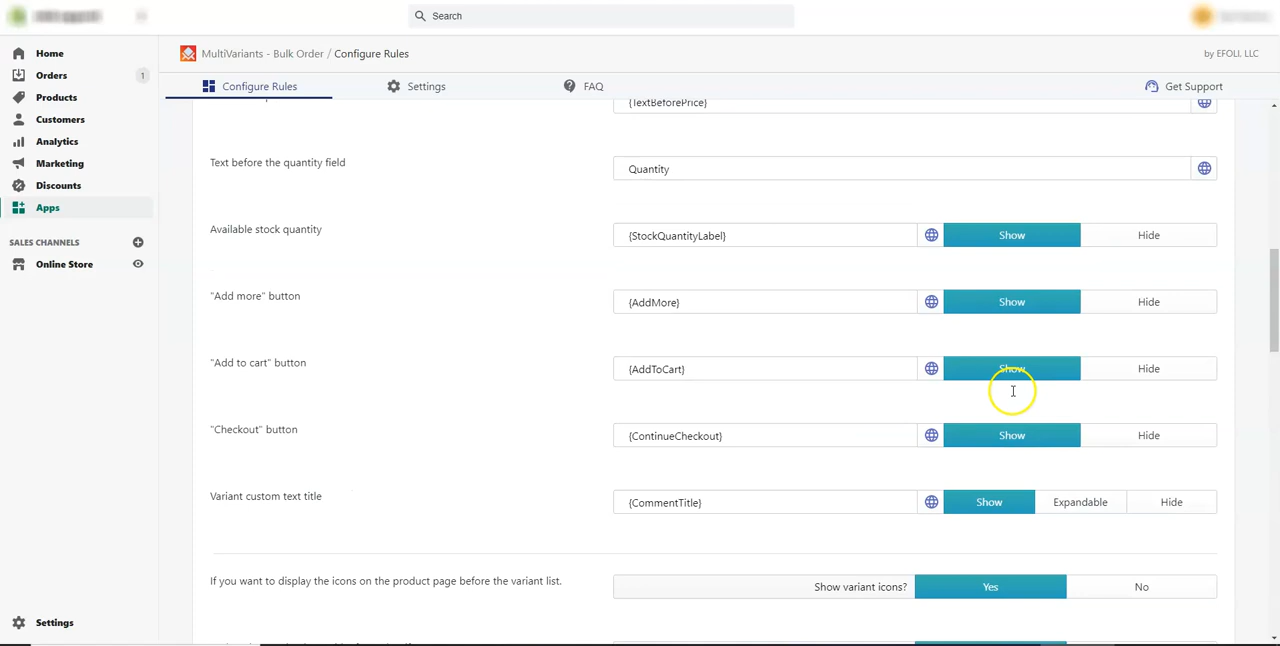 Search
Home
Orders 1
Products
Customers
Analytics
Marketing
Discounts
Apps
SALES CHANNELS
Online Store
Settings
MultiVariants - Bulk Order / Configure Rules
by EFOLI, LLC
Configure Rules
Settings
FAQ
Get Support
{TextBeforePrice}
Text before the quantity field
Quantity
Available stock quantity
{StockQuantityLabel}
Show
Hide
"Add more" button
{AddMore}
Show
Hide
"Add to cart" button
{AddToCart}
Show
Hide
"Checkout" button
{ContinueCheckout}
Show
Hide
Variant custom text title
{CommentTitle}
Show
Expandable
Hide
If you want to display the icons on the product page before the variant list.
Show variant icons?
Yes
No